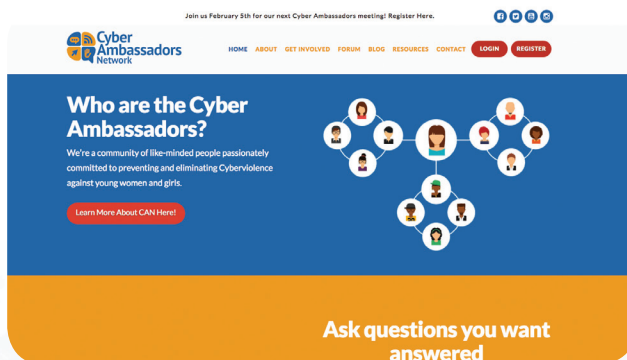 Join us February 5th for our next Cyber Ambassadors meeting! Register Here.
Cyber
Ambassadors
Network
HOME ABOUT GET INVOLVED FORUM BLOG RESOURCES CONTACT LOGIN REGISTER
Who are the Cyber
Ambassadors?
We're a community of like-minded people passionately
committed to preventing and eliminating Cyberviolence
against young women and girls.
Learn More About CAN Here!
Ask questions you want
answered